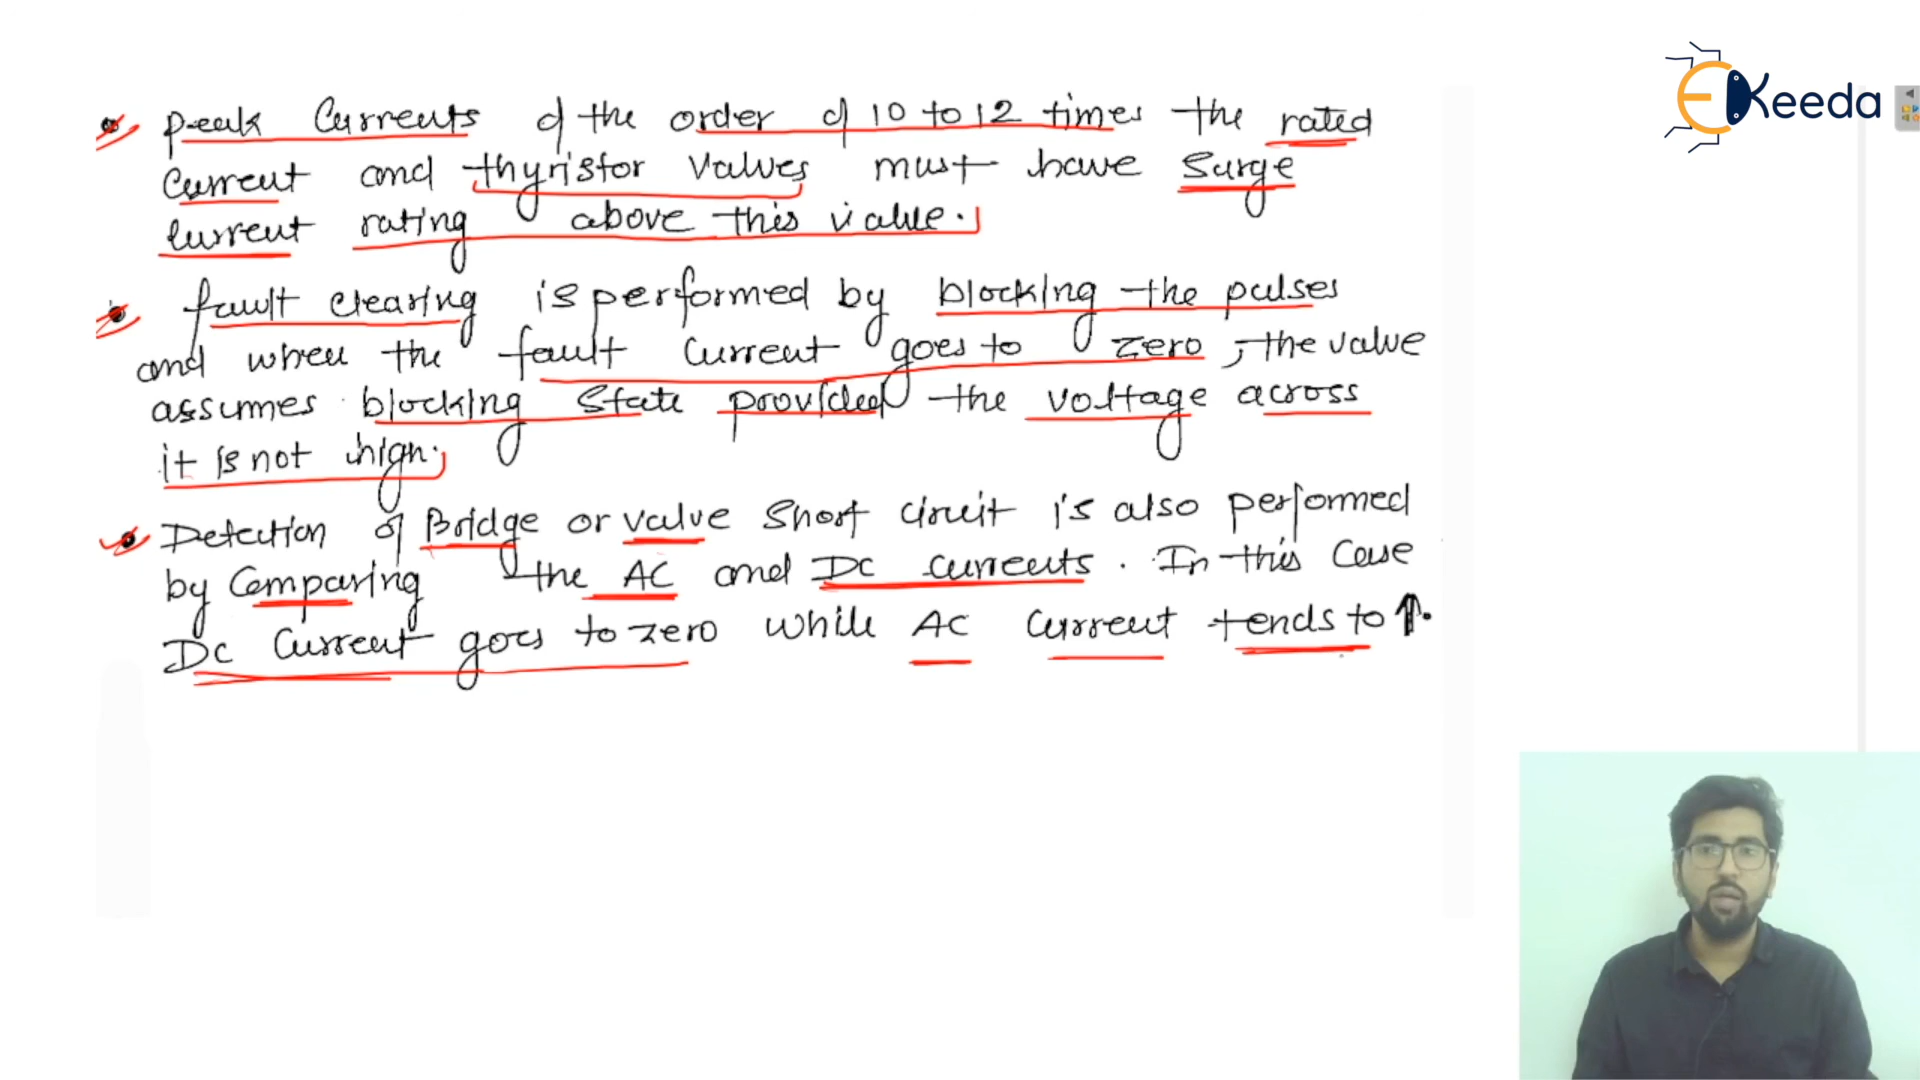 Ekeeda
Peak Currents of the order of 10 to 12 times the rated
Current and thyristor Valves must have Surge
Current rating above this value.
fault clearing is performed by blocking the pulses
and when the fault Current goes to zero, the value
assumes blocking State provided the voltage across
it is not high.
Detection of Bridge or valve Short Circuit is also performed
by Comparing the AC and DC currents. In this Case
DC Current goes to zero while AC Current tends to ↑.